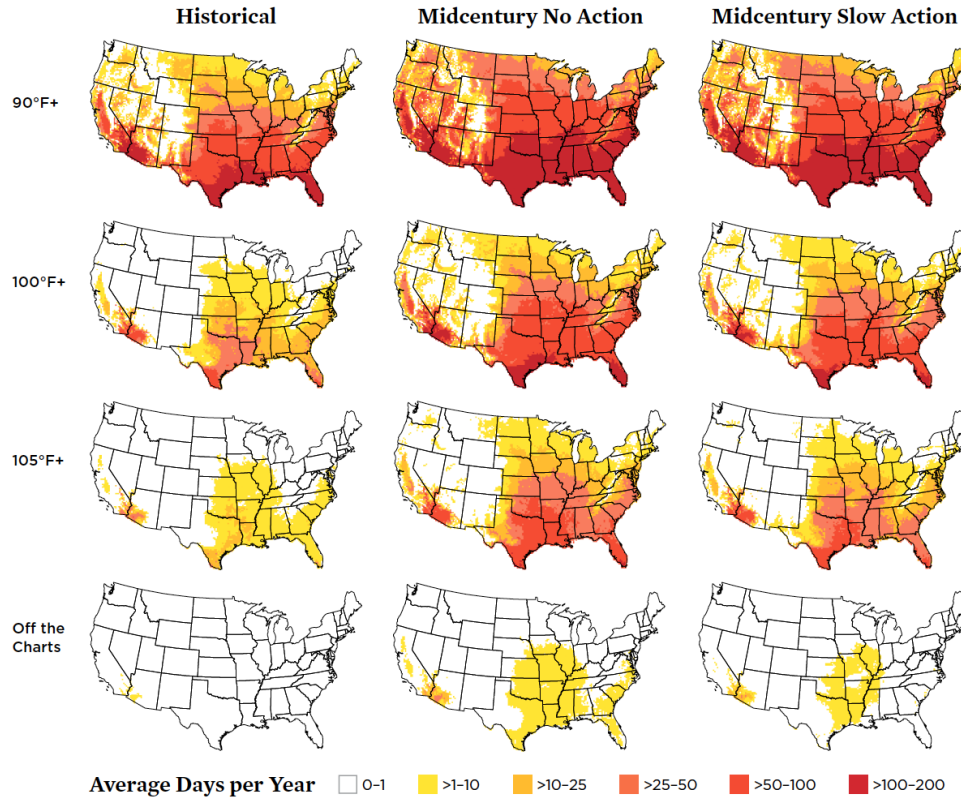 Historical Midcentury No Action Midcentury Slow Action
90°F+
100°F+
105°F+
Off the
Charts
Average Days per Year 0–1 >1–10 >10–25 >25–50 >50–100 >100–200